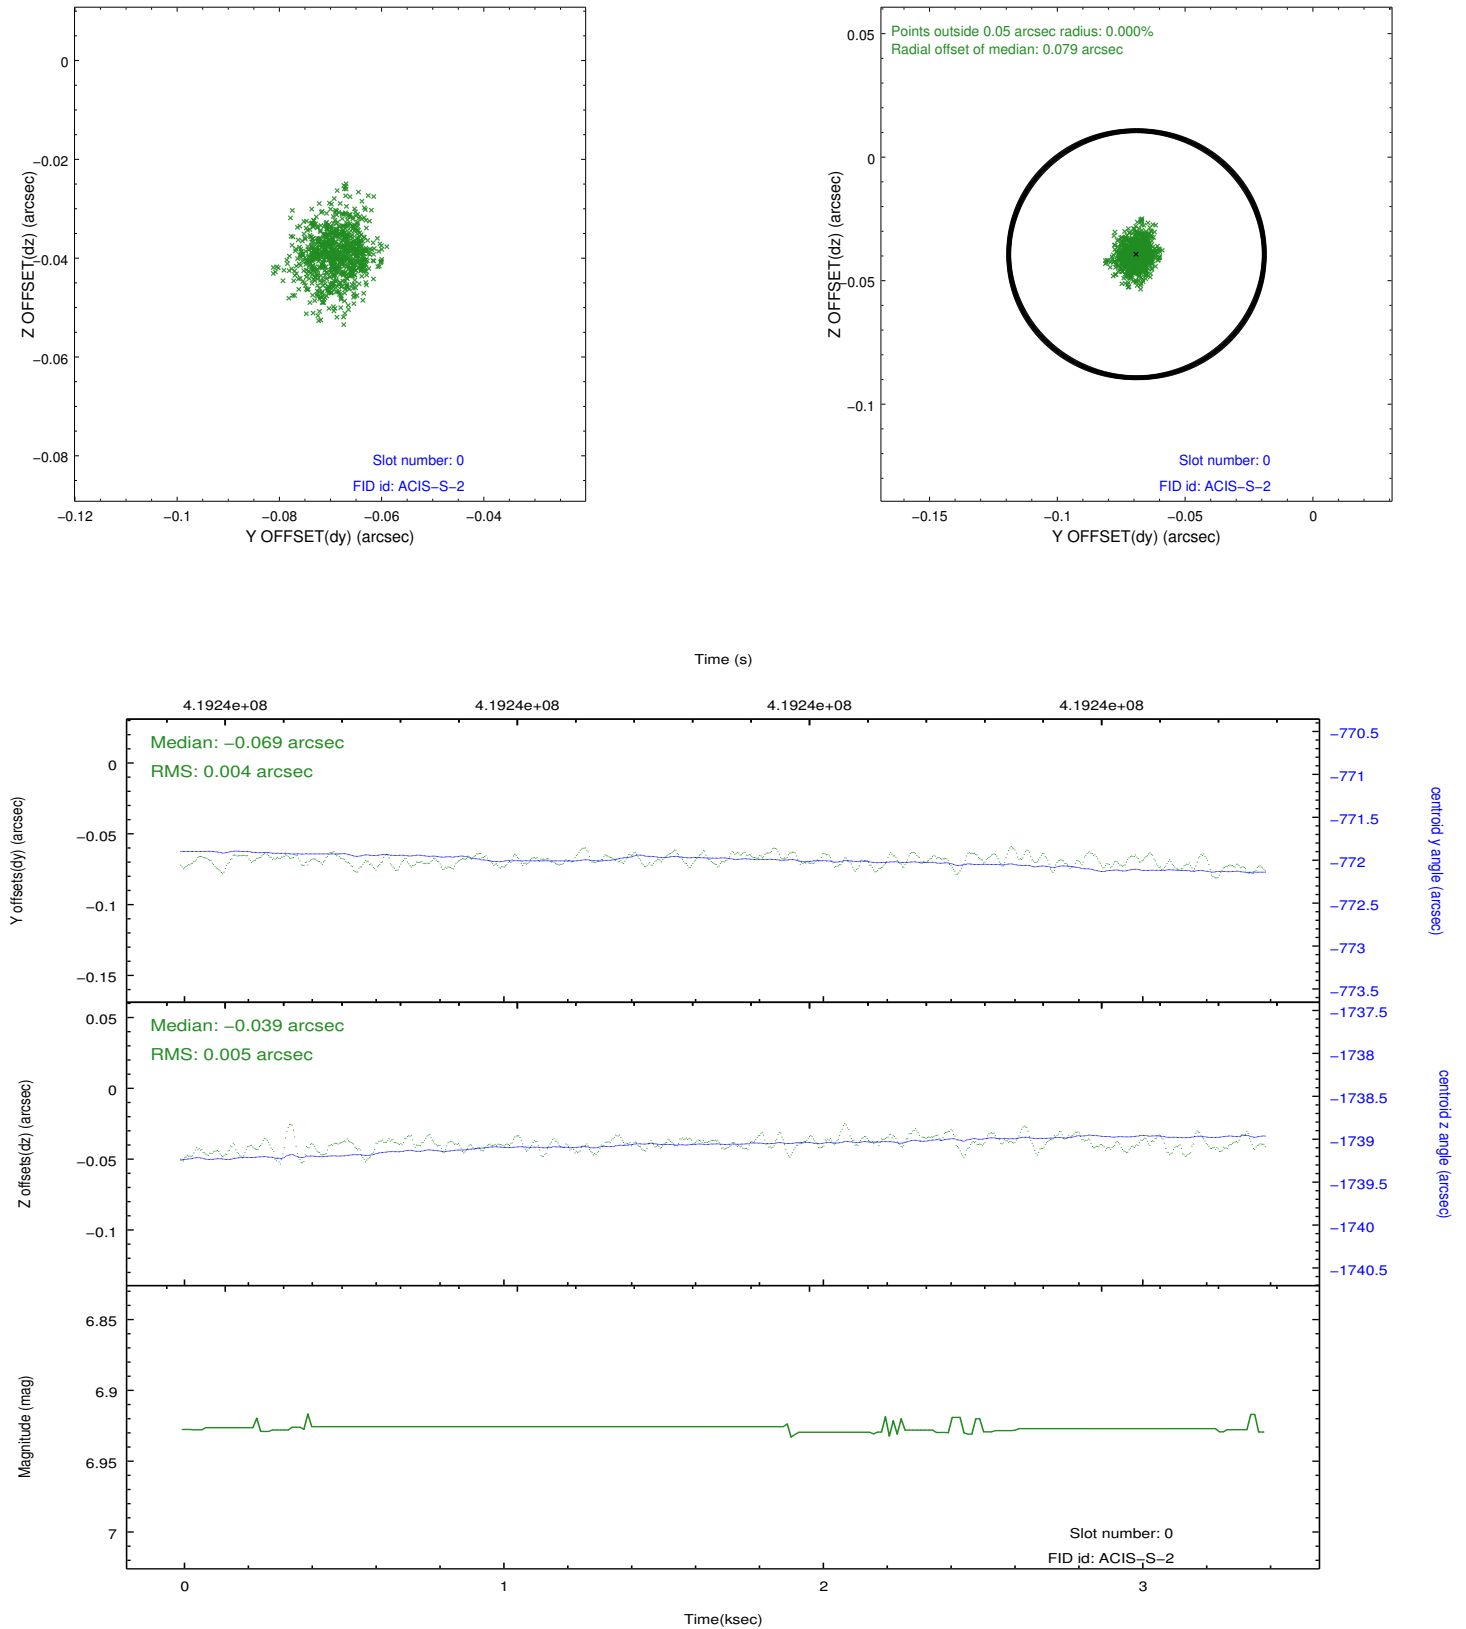 0
−0.02
−0.04
−0.06
−0.08
Z OFFSET(dz) (arcsec)
Slot number: 0
FID id: ACIS−S−2
−0.12
−0.1
−0.08
−0.06
−0.04
Y OFFSET(dy) (arcsec)
Points outside 0.05 arcsec radius: 0.000%
Radial offset of median: 0.079 arcsec
0.05
0
−0.05
−0.1
Z OFFSET(dz) (arcsec)
Slot number: 0
FID id: ACIS−S−2
−0.15
−0.1
−0.05
0
Y OFFSET(dy) (arcsec)
Time (s)
4.1924e+08
4.1924e+08
4.1924e+08
4.1924e+08
Median: −0.069 arcsec
RMS: 0.004 arcsec
0
−0.05
−0.1
−0.15
Y offsets(dy) (arcsec)
−770.5
−771
−771.5
−772
−772.5
−773
−773.5
centroid y angle (arcsec)
Median: −0.039 arcsec
RMS: 0.005 arcsec
0.05
0
−0.05
−0.1
Z offsets(dz) (arcsec)
−1737.5
−1738
−1738.5
−1739
−1739.5
−1740
−1740.5
centroid z angle (arcsec)
6.85
6.9
6.95
7
Magnitude (mag)
Slot number: 0
FID id: ACIS−S−2
0
1
2
3
Time(ksec)